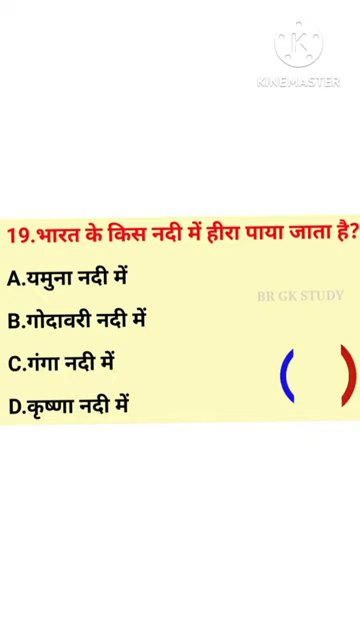 KINEMASTER
19.भारत के किस नदी में हीरा पाया जाता है?
A.यमुना नदी में
BR GK STUDY
B.गोदावरी नदी में
C.गंगा नदी में
D.कृष्णा नदी में